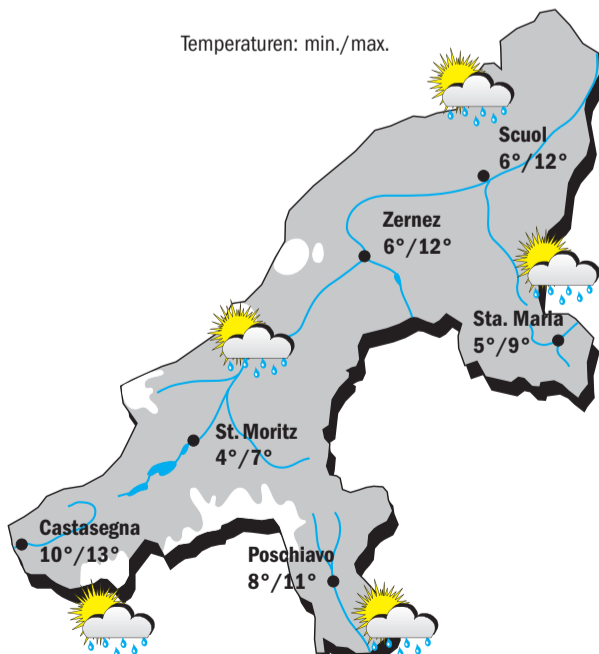 Temperaturen: min./max.
Scuol
6°/12°
Zernez
6°/12°
Sta. Maria
5°/9°
St. Moritz
4°/7°
Castasegna
10°/13°
Poschiavo
8°/11°